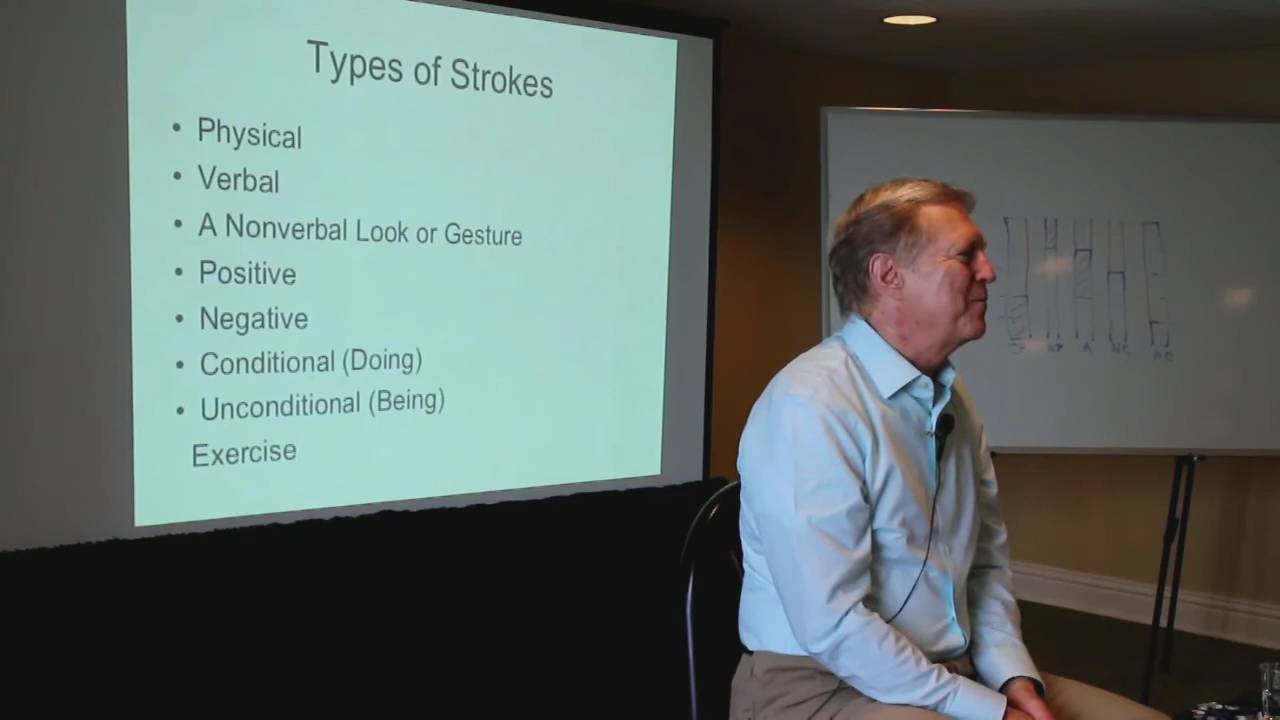 Types of Strokes
• Physical
• Verbal
• A Nonverbal Look or Gesture
• Positive
• Negative
• Conditional (Doing)
• Unconditional (Being)
Exercise